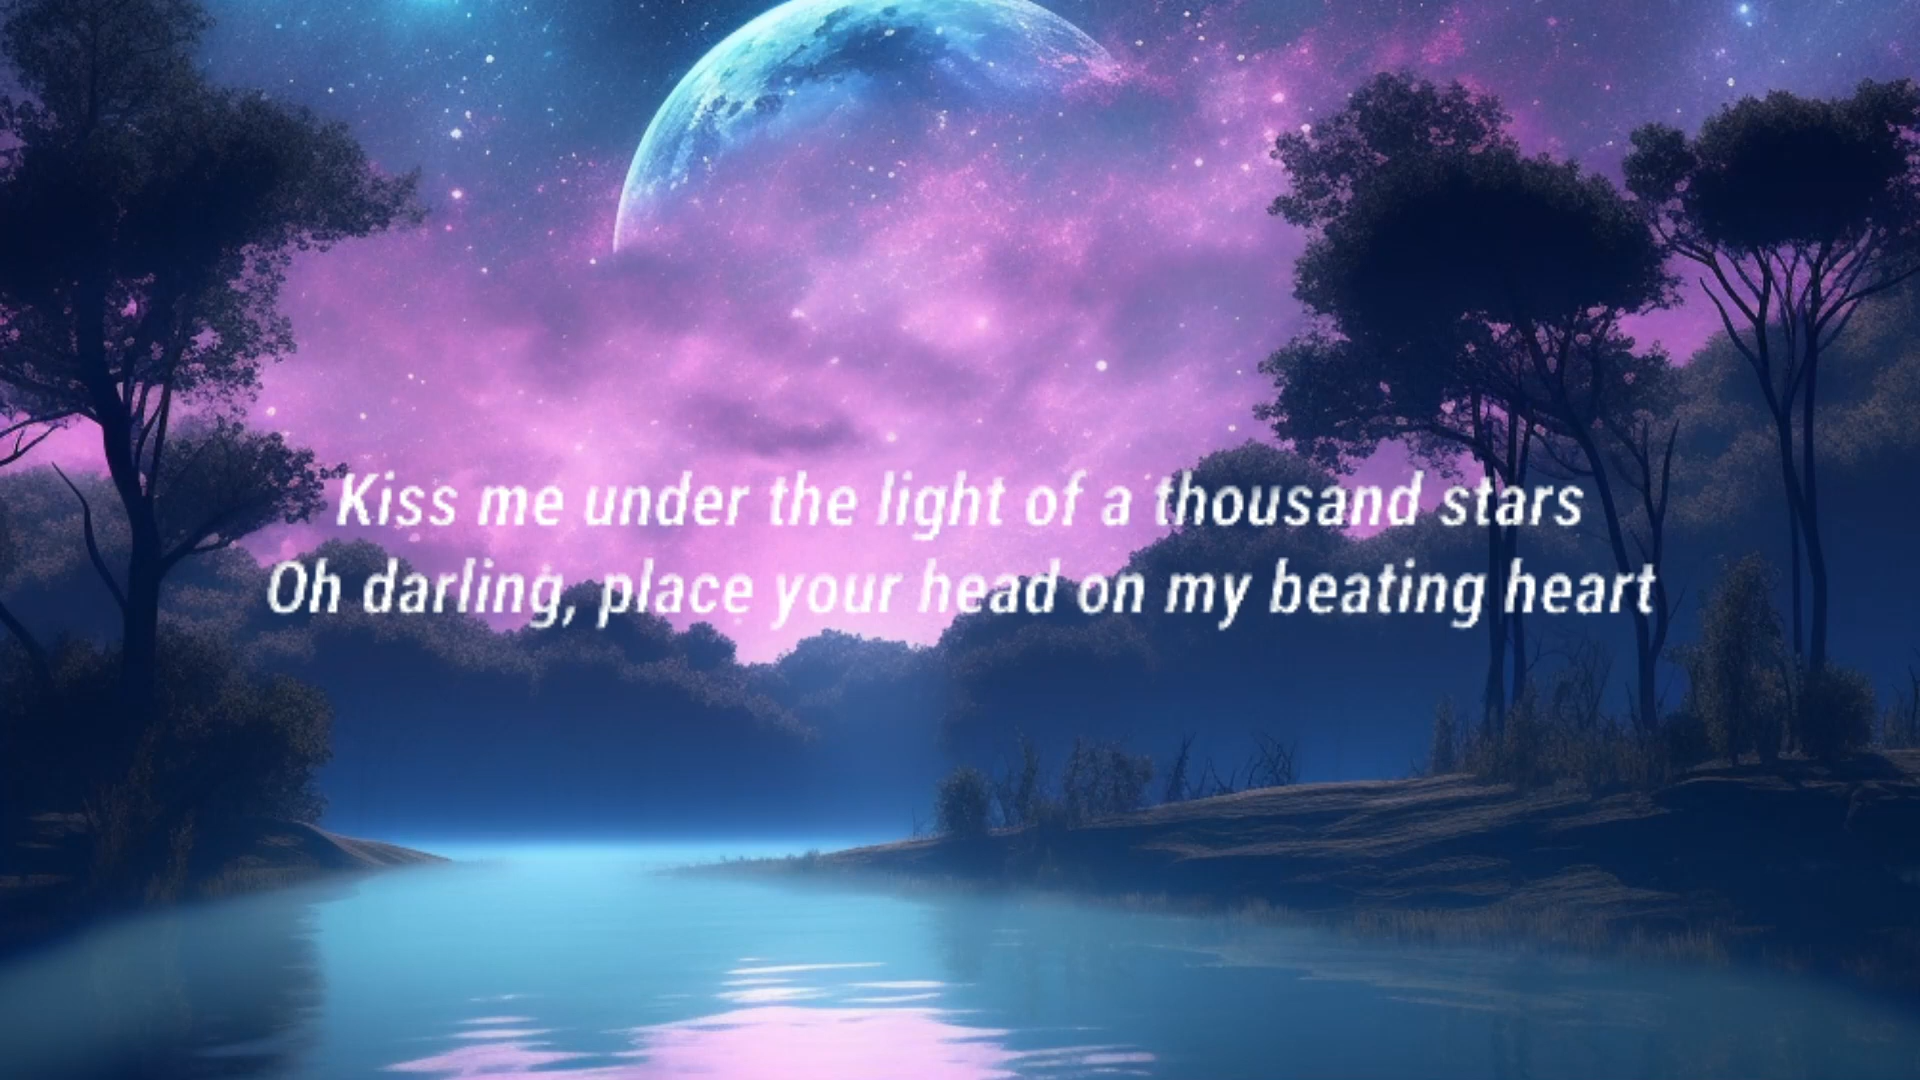 Kiss me under the light of a thousand stars
Oh darling, place your head on my beating heart